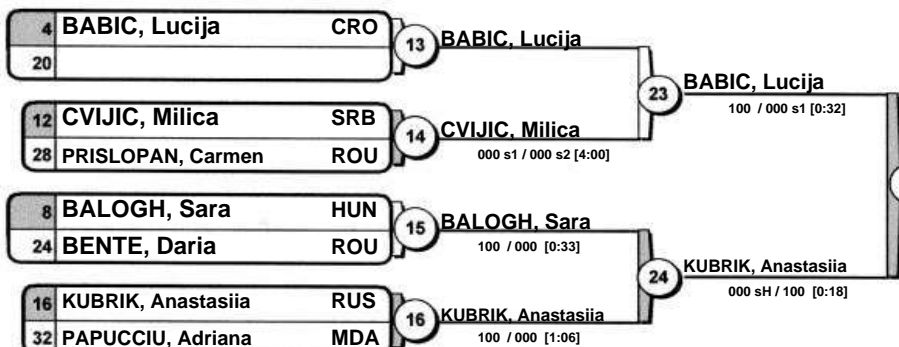 4 BABIC, Lucija CRO
20
13
BABIC, Lucija
12 CVIJIC, Milica SRB
28 PRISLOPAN, Carmen ROU
14
CVIJIC, Milica
000 s1 / 000 s2 [4:00]
23
BABIC, Lucija
100 / 000 s1 [0:32]
8 BALOGH, Sara HUN
24 BENTE, Daria ROU
15
BALOGH, Sara
100 / 000 [0:33]
16 KUBRIK, Anastasiia RUS
32 PAPUCCIU, Adriana MDA
16
KUBRIK, Anastasiia
100 / 000 [1:06]
24
KUBRIK, Anastasiia
000 sH / 100 [0:18]